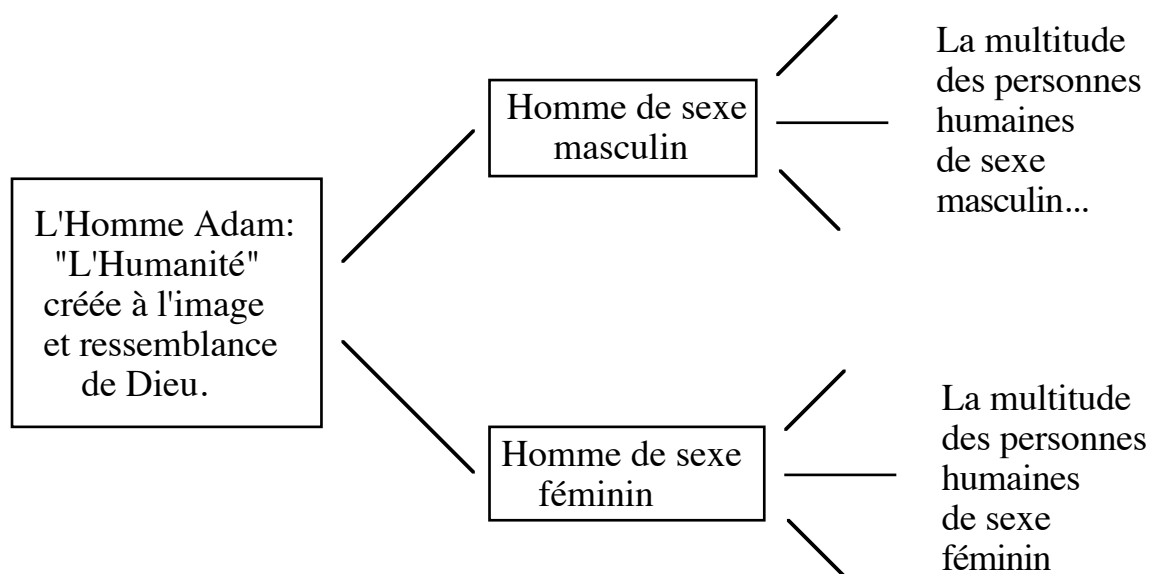 L'Homme Adam:
"L'Humanité"
créée à l'image
et ressemblance
de Dieu.
Homme de sexe
masculin
La multitude
des personnes
humaines
de sexe
masculin...
Homme de sexe
féminin
La multitude
des personnes
humaines
de sexe
féminin